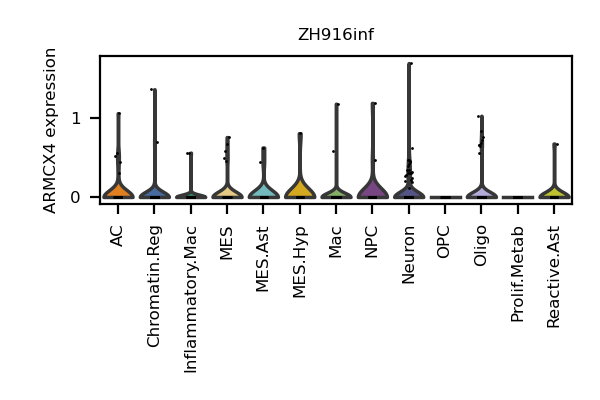 ZH916inf
ARMCX4 expression
1
0
AC
Chromatin.Reg
Inflammatory.Mac
MES
MES.Ast
MES.Hyp
Mac
NPC
Neuron
OPC
Oligo
Prolif.Metab
Reactive.Ast